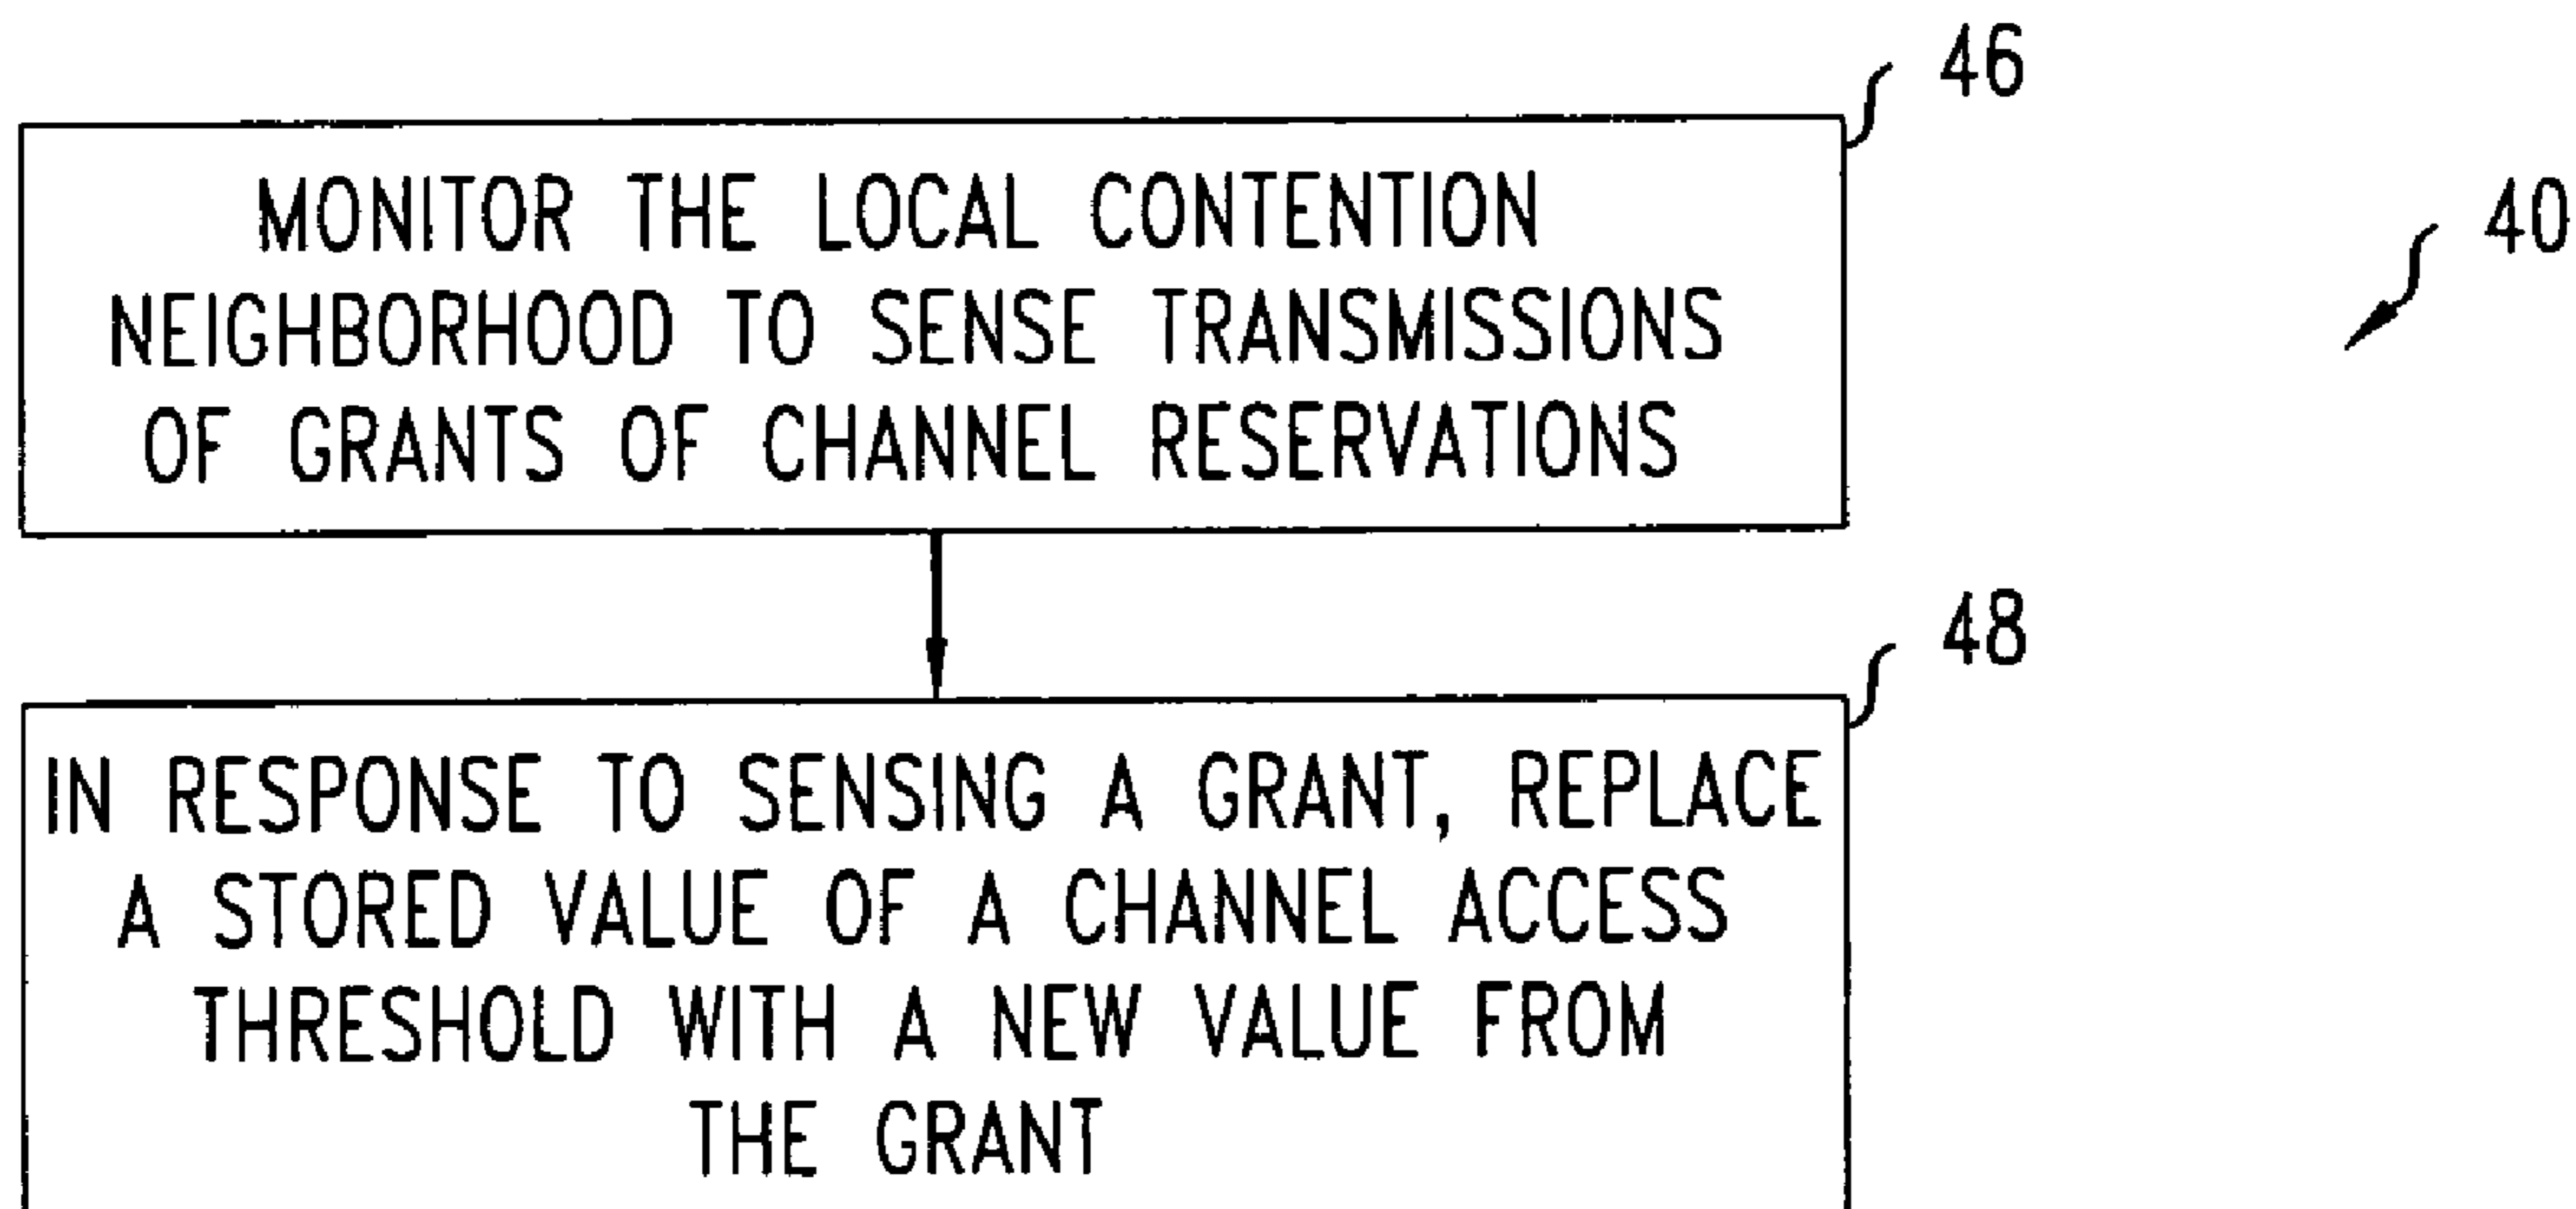 46
MONITOR THE LOCAL CONTENTION
NEIGHBORHOOD TO SENSE TRANSMISSIONS
OF GRANTS OF CHANNEL RESERVATIONS
40
48
IN RESPONSE TO SENSING A GRANT, REPLACE
A STORED VALUE OF A CHANNEL ACCESS
THRESHOLD WITH A NEW VALUE FROM
THE GRANT